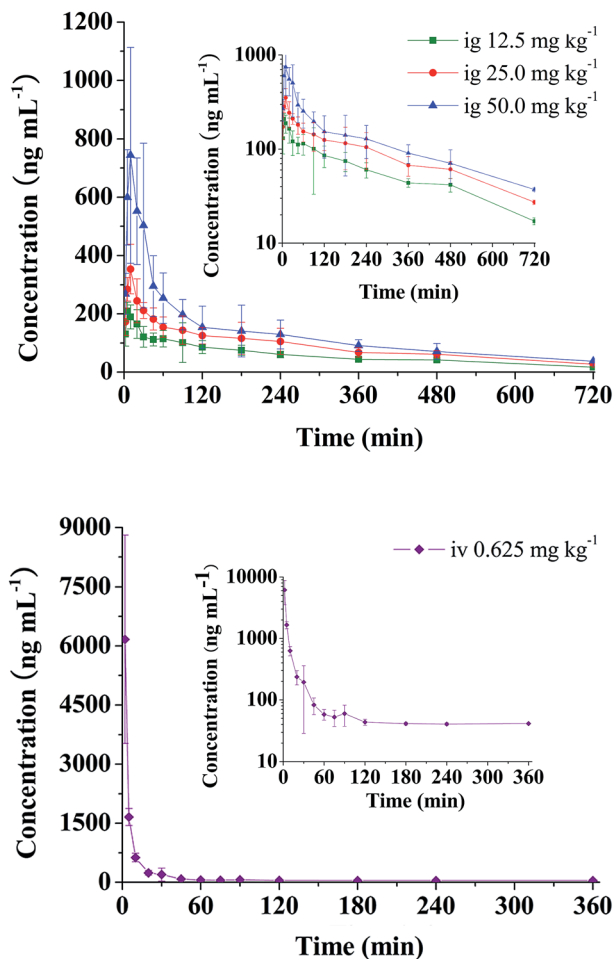 1200
1000
800
600
400
200
0
Concentration (ng mL⁻¹)
0 120 240 360 480 600 720
Time (min)
1000
100
10
Concentration (ng mL⁻¹)
0 120 240 360 480 600 720
Time (min)
ig 12.5 mg kg⁻¹
ig 25.0 mg kg⁻¹
ig 50.0 mg kg⁻¹
9000
7500
6000
4500
3000
1500
0
Concentration (ng mL⁻¹)
0 60 120 180 240 300 360
Time (min)
10000
1000
100
10
Concentration (ng mL⁻¹)
0 60 120 180 240 300 360
Time (min)
iv 0.625 mg kg⁻¹